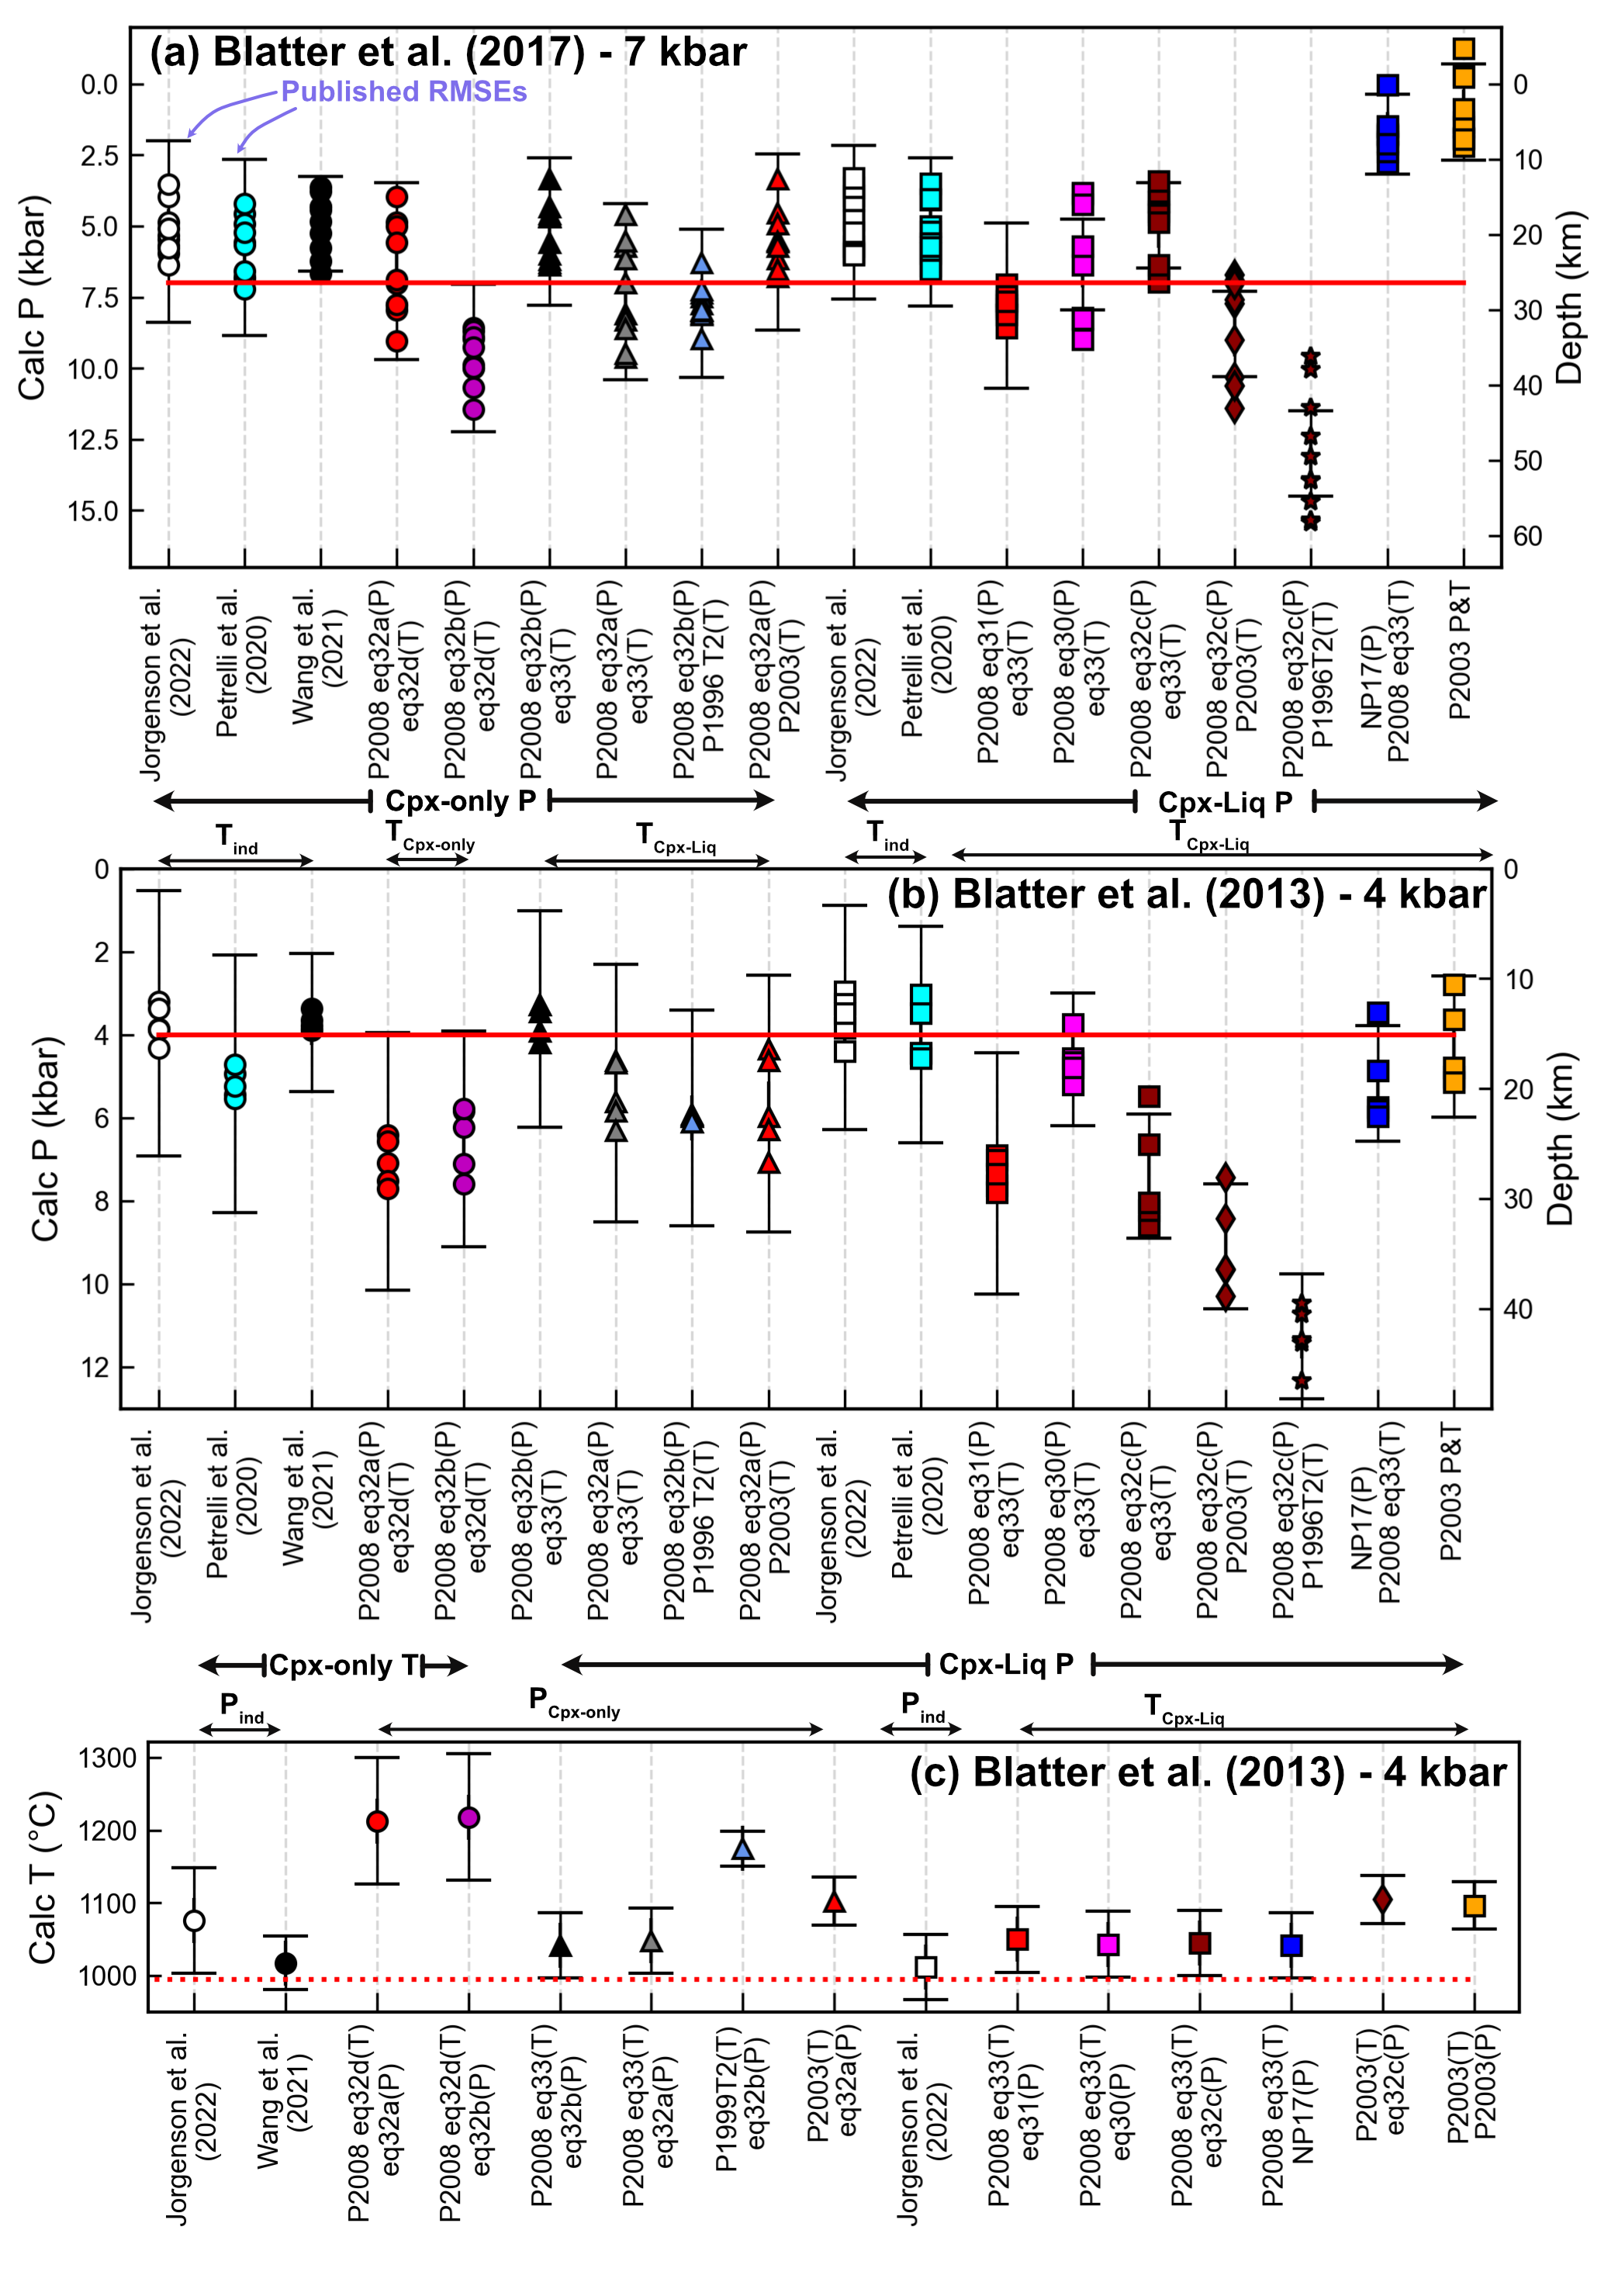 (a) Blatter et al. (2017) - 7 kbar
Published RMSEs
Calc P (kbar)
0.0
2.5
5.0
7.5
10.0
12.5
15.0
Depth (km)
0
10
20
30
40
50
60
Jorgenson et al.
(2022)
Petrelli et al.
(2020)
Wang et al.
(2021)
P2008 eq32a(P)
eq32d(T)
P2008 eq32b(P)
eq32d(T)
P2008 eq32b(P)
eq33(T)
P2008 eq32a(P)
eq33(T)
P2008 eq32b(P)
P1996 T2(T)
P2008 eq32a(P)
P2003(T)
Jorgenson et al.
(2022)
Petrelli et al.
(2020)
P2008 eq31(P)
eq33(T)
P2008 eq30(P)
eq33(T)
P2008 eq32c(P)
eq33(T)
P2008 eq32c(P)
P2003(T)
P2008 eq32c(P)
P1996T2(T)
NP17(P)
P2008 eq33(T)
P2003 P&T
Cpx-only P
Cpx-Liq P
Tind
TCpx-only
TCpx-Liq
Tind
TCpx-Liq
(b) Blatter et al. (2013) - 4 kbar
Calc P (kbar)
0
2
4
6
8
10
12
Depth (km)
0
10
20
30
40
Jorgenson et al.
(2022)
Petrelli et al.
(2020)
Wang et al.
(2021)
P2008 eq32a(P)
eq32d(T)
P2008 eq32b(P)
eq32d(T)
P2008 eq32b(P)
eq33(T)
P2008 eq32a(P)
eq33(T)
P2008 eq32b(P)
P1996 T2(T)
P2008 eq32a(P)
P2003(T)
Jorgenson et al.
(2022)
Petrelli et al.
(2020)
P2008 eq31(P)
eq33(T)
P2008 eq30(P)
eq33(T)
P2008 eq32c(P)
eq33(T)
P2008 eq32c(P)
P2003(T)
P2008 eq32c(P)
P1996T2(T)
NP17(P)
P2008 eq33(T)
P2003 P&T
Cpx-only T
Cpx-Liq P
Pind
PCpx-only
Pind
TCpx-Liq
(c) Blatter et al. (2013) - 4 kbar
Calc T (°C)
1300
1200
1100
1000
Jorgenson et al.
(2022)
Wang et al.
(2021)
P2008 eq32d(T)
eq32a(P)
P2008 eq32d(T)
eq32b(P)
P2008 eq33(T)
eq32b(P)
P2008 eq33(T)
eq32a(P)
P1999T2(T)
eq32b(P)
P2003(T)
eq32a(P)
Jorgenson et al.
(2022)
P2008 eq33(T)
eq31(P)
P2008 eq33(T)
eq30(P)
P2008 eq33(T)
eq32c(P)
P2008 eq33(T)
NP17(P)
P2003(T)
eq32c(P)
P2003(T)
P2003(P)